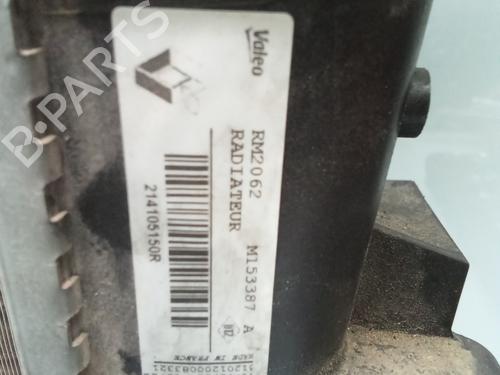 Valeo
RM2062
RADIATEUR M153387 A
214105150R
MADE IN FRANCE
B-PARTS